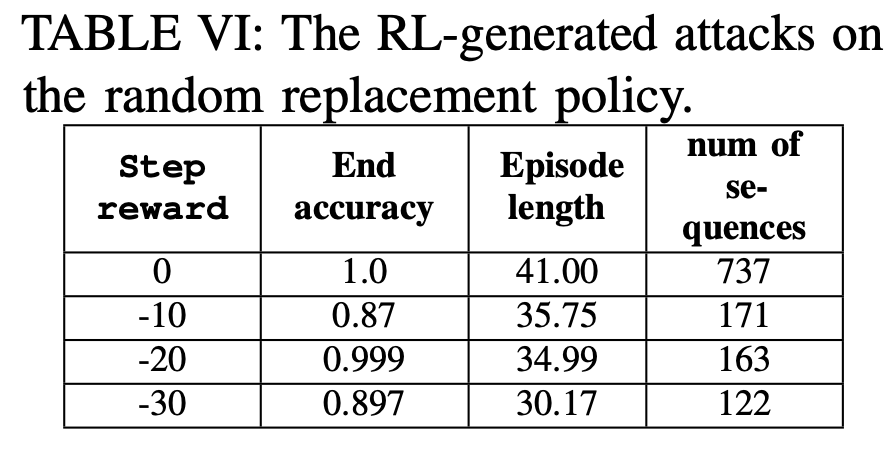 TABLE VI: The RL-generated attacks on
the random replacement policy.
Step reward End accuracy Episode length num of se-quences
0 1.0 41.00 737
-10 0.87 35.75 171
-20 0.999 34.99 163
-30 0.897 30.17 122